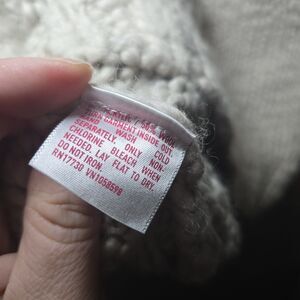 GARMENT INSIDE OUT
SEPARATELY. WASH COLD
ONLY NON-
CHLORINE BLEACH WHEN
NEEDED. LAY FLAT TO DRY.
DO NOT IRON.
RN17730 VN1058598